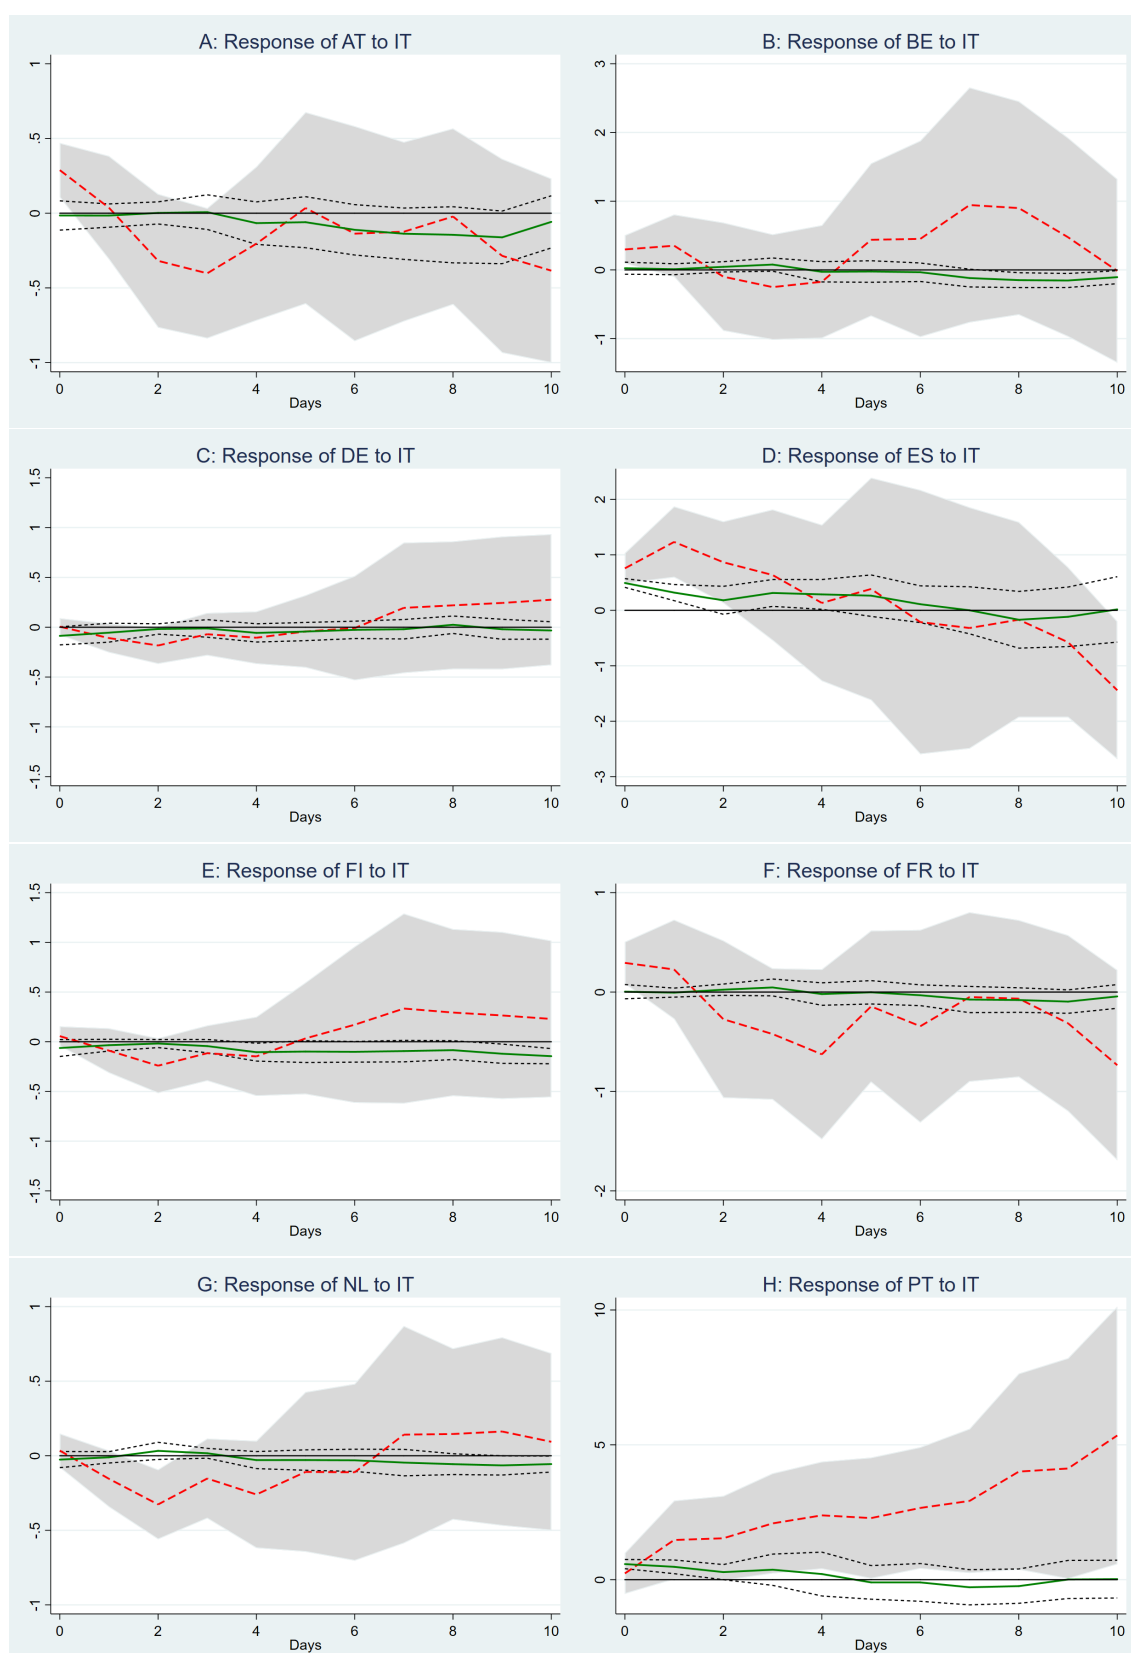 A: Response of AT to IT
1
.5
0
-.5
-1
0 2 4 6 8 10
Days
B: Response of BE to IT
3
2
1
0
-1
0 2 4 6 8 10
Days
C: Response of DE to IT
1.5
1
.5
0
-.5
-1
-1.5
0 2 4 6 8 10
Days
D: Response of ES to IT
2
1
0
-1
-2
-3
0 2 4 6 8 10
Days
E: Response of FI to IT
1.5
1
.5
0
-.5
-1
-1.5
0 2 4 6 8 10
Days
F: Response of FR to IT
1
0
-1
-2
0 2 4 6 8 10
Days
G: Response of NL to IT
1
.5
0
-.5
-1
0 2 4 6 8 10
Days
H: Response of PT to IT
10
5
0
0 2 4 6 8 10
Days